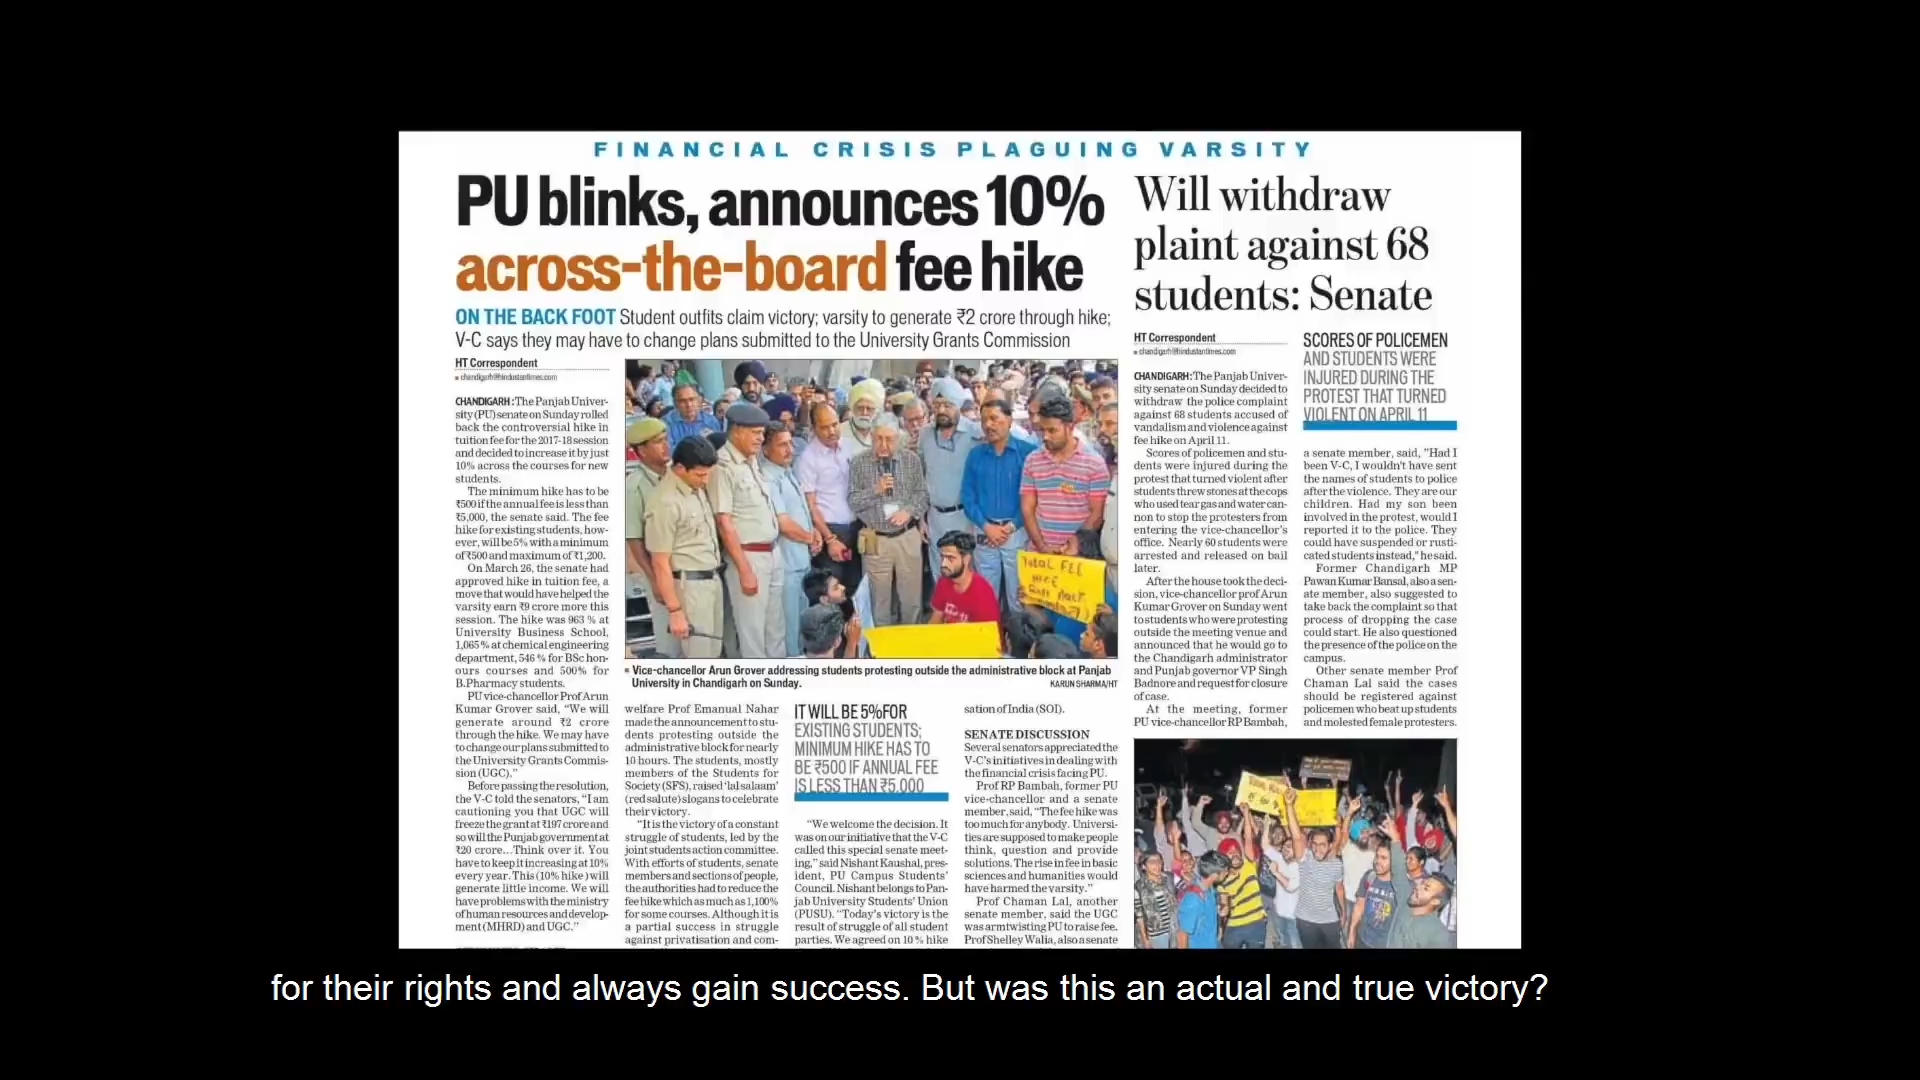 FINANCIAL CRISIS PLAGUING VARSITY
PU blinks, announces 10%
across-the-board fee hike
ON THE BACK FOOT Student outfits claim victory; varsity to generate ₹2 crore through hike;
V-C says they may have to change plans submitted to the University Grants Commission
HT Correspondent
▪ chandigarh@hindustantimes.com
CHANDIGARH: The Panjab Univer-
sity (PU) senate on Sunday rolled
back the controversial hike in
tuition fee for the 2017-18 session
and decided to increase it by just
10% across the courses for new
students.
The minimum hike has to be
₹500 if the annual fee is less than
₹5,000, the senate said. The fee
hike for existing students, how-
ever, will be 5% with a minimum
of ₹500 and maximum of ₹1,200.
On March 26, the senate had
approved hike in tuition fee, a
move that would have helped the
varsity earn ₹9 crore more this
session. The hike was 963 % at
University Business School,
1,065 % at chemical engineering
department, 546 % for BSc hon-
ours courses and 500% for
B.Pharmacy students.
PU vice-chancellor Prof Arun
Kumar Grover said, "We will
generate around ₹2 crore
through the hike. We may have
to change our plans submitted to
the University Grants Commis-
sion (UGC)."
Before passing the resolution,
the V-C told the senators, "I am
cautioning you that UGC will
freeze the grant at ₹197 crore and
so will the Punjab government at
₹20 crore...Think over it. You
have to keep it increasing at 10%
every year. This (10% hike) will
generate little income. We will
have problems with the ministry
of human resources and develop-
ment (MHRD) and UGC."
▪ Vice-chancellor Arun Grover addressing students protesting outside the administrative block at Panjab
University in Chandigarh on Sunday.
KARUN SHARMA/HT
TOTAL FEE
HIKE
welfare Prof Emanual Nahar
made the announcement to stu-
dents protesting outside the
administrative block for nearly
10 hours. The students, mostly
members of the Students for
Society (SFS), raised 'lal salaam'
(red salute) slogans to celebrate
their victory.
"It is the victory of a constant
struggle of students, led by the
joint students action committee.
With efforts of students, senate
members and sections of people,
the authorities had to reduce the
fee hike which as much as 1,100%
for some courses. Although it is
a partial success in struggle
against privatisation and com-
IT WILL BE 5% FOR
EXISTING STUDENTS;
MINIMUM HIKE HAS TO
BE ₹500 IF ANNUAL FEE
IS LESS THAN ₹5,000
"We welcome the decision. It
was on our initiative that the V-C
called this special senate meet-
ing," said Nishant Kaushal, pres-
ident, PU Campus Students'
Council. Nishant belongs to Pan-
jab University Students' Union
(PUSU). "Today's victory is the
result of struggle of all student
parties. We agreed on 10 % hike
sation of India (SOI).
SENATE DISCUSSION
Several senators appreciated the
V-C's initiatives in dealing with
the financial crisis facing PU.
Prof RP Bambah, former PU
vice-chancellor and a senate
member, said, "The fee hike was
too much for anybody. Universi-
ties are supposed to make people
think, question and provide
solutions. The rise in fee in basic
sciences and humanities would
have harmed the varsity."
Prof Chaman Lal, another
senate member, said the UGC
was armtwisting PU to raise fee.
Prof Shelley Walia, also a senate
Will withdraw
plaint against 68
students: Senate
HT Correspondent
▪ chandigarh@hindustantimes.com
CHANDIGARH: The Panjab Univer-
sity senate on Sunday decided to
withdraw the police complaint
against 68 students accused of
vandalism and violence against
fee hike on April 11.
Scores of policemen and stu-
dents were injured during the
protest that turned violent after
students threw stones at the cops
who used tear gas and water can-
non to stop the protesters from
entering the vice-chancellor's
office. Nearly 60 students were
arrested and released on bail
later.
After the house took the deci-
sion, vice-chancellor prof Arun
Kumar Grover on Sunday went
to students who were protesting
outside the meeting venue and
announced that he would go to
the Chandigarh administrator
and Punjab governor VP Singh
Badnore and request for closure
of case.
At the meeting, former
PU vice-chancellor RP Bambah,
SCORES OF POLICEMEN
AND STUDENTS WERE
INJURED DURING THE
PROTEST THAT TURNED
VIOLENT ON APRIL 11
a senate member, said, "Had I
been V-C, I wouldn't have sent
the names of students to police
after the violence. They are our
children. Had my son been
involved in the protest, would I
reported it to the police. They
could have suspended or rusti-
cated students instead," he said.
Former Chandigarh MP
Pawan Kumar Bansal, also a sen-
ate member, also suggested to
take back the complaint so that
process of dropping the case
could start. He also questioned
the presence of the police on the
campus.
Other senate member Prof
Chaman Lal said the cases
should be registered against
policemen who beat up students
and molested female protesters.
for their rights and always gain success. But was this an actual and true victory?